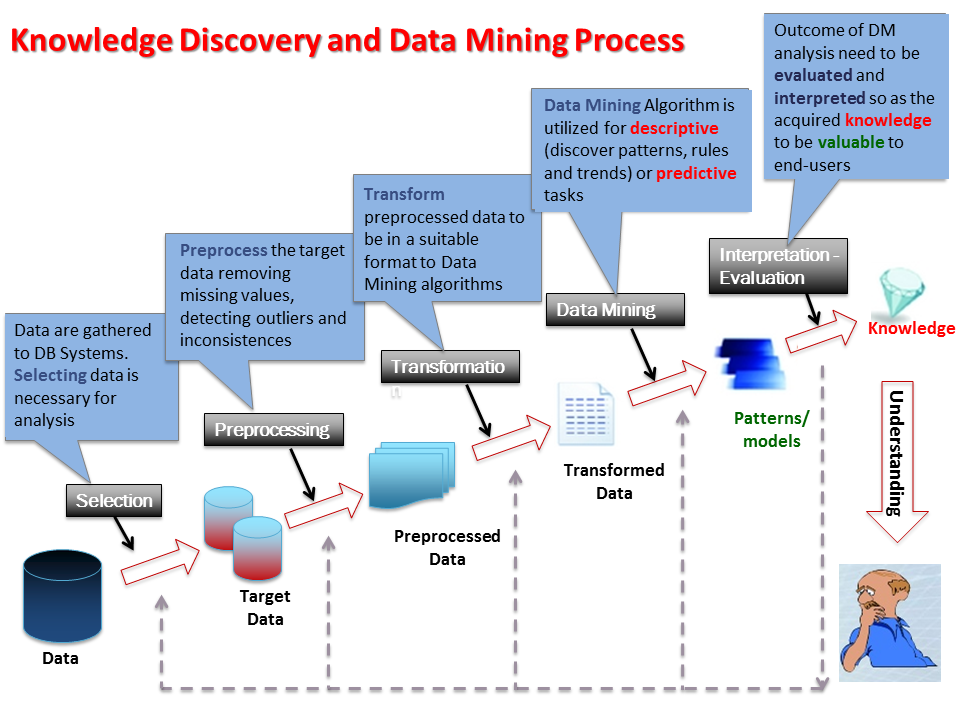 Knowledge Discovery and Data Mining Process
Outcome of DM
analysis need to be
evaluated and
interpreted so as the
acquired knowledge
to be valuable to
end-users
Data Mining Algorithm is
utilized for descriptive
(discover patterns, rules
and trends) or predictive
tasks
Transform
preprocessed data to
be in a suitable
format to Data
Mining algorithms
Preprocess the target
data removing
missing values,
detecting outliers and
inconsistences
Data are gathered
to DB Systems.
Selecting data is
necessary for
analysis
Interpretation -
Evaluation
Data Mining
Transformatio
n
Preprocessing
Selection
Knowledge
Patterns/
models
Transformed
Data
Preprocessed
Data
Target
Data
Data
Understanding